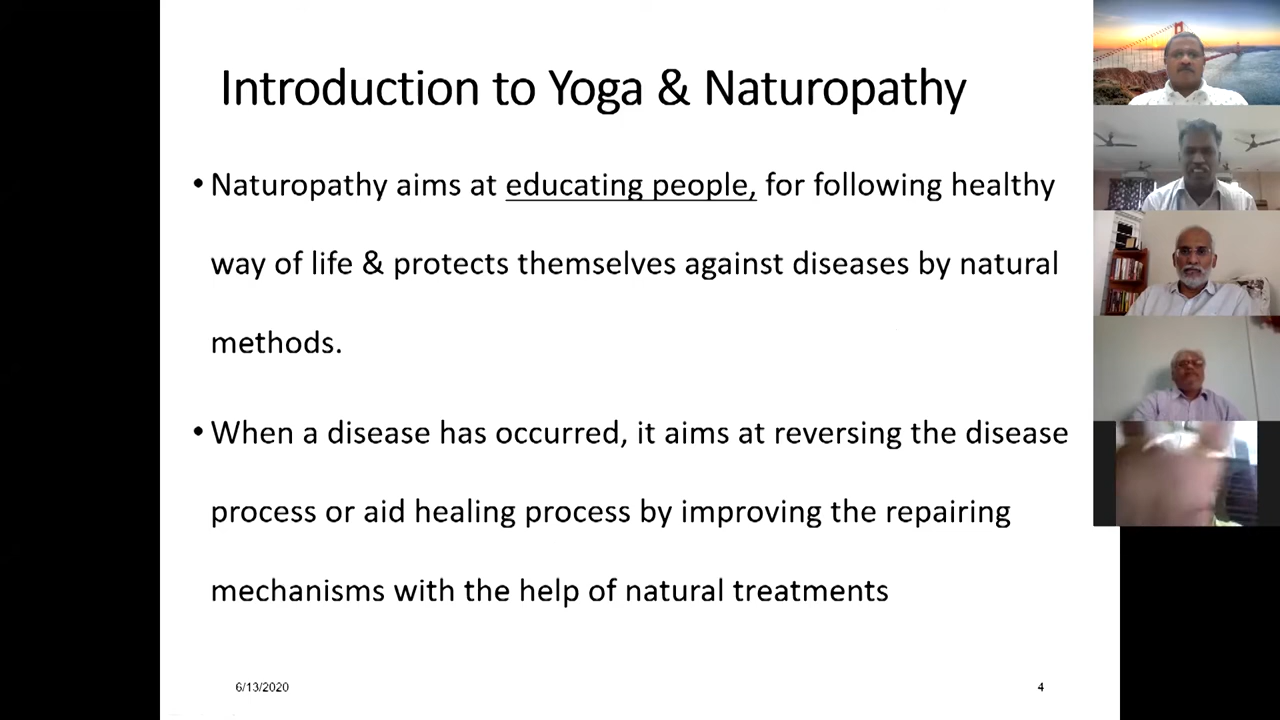 Introduction to Yoga & Naturopathy
• Naturopathy aims at educating people, for following healthy
way of life & protects themselves against diseases by natural
methods.
• When a disease has occurred, it aims at reversing the disease
process or aid healing process by improving the repairing
mechanisms with the help of natural treatments
6/13/2020
4